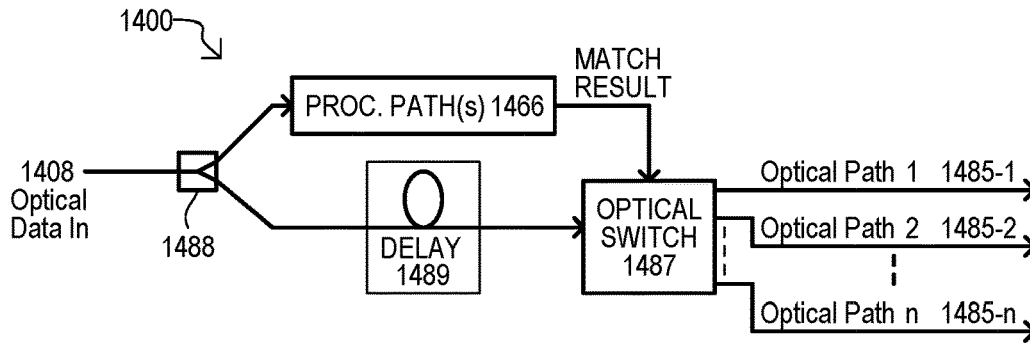 1400
MATCH
RESULT
PROC. PATH(s) 1466
1408
Optical
Data In
1488
DELAY
1489
OPTICAL
SWITCH
1487
Optical Path 1 1485-1
Optical Path 2 1485-2
Optical Path n 1485-n